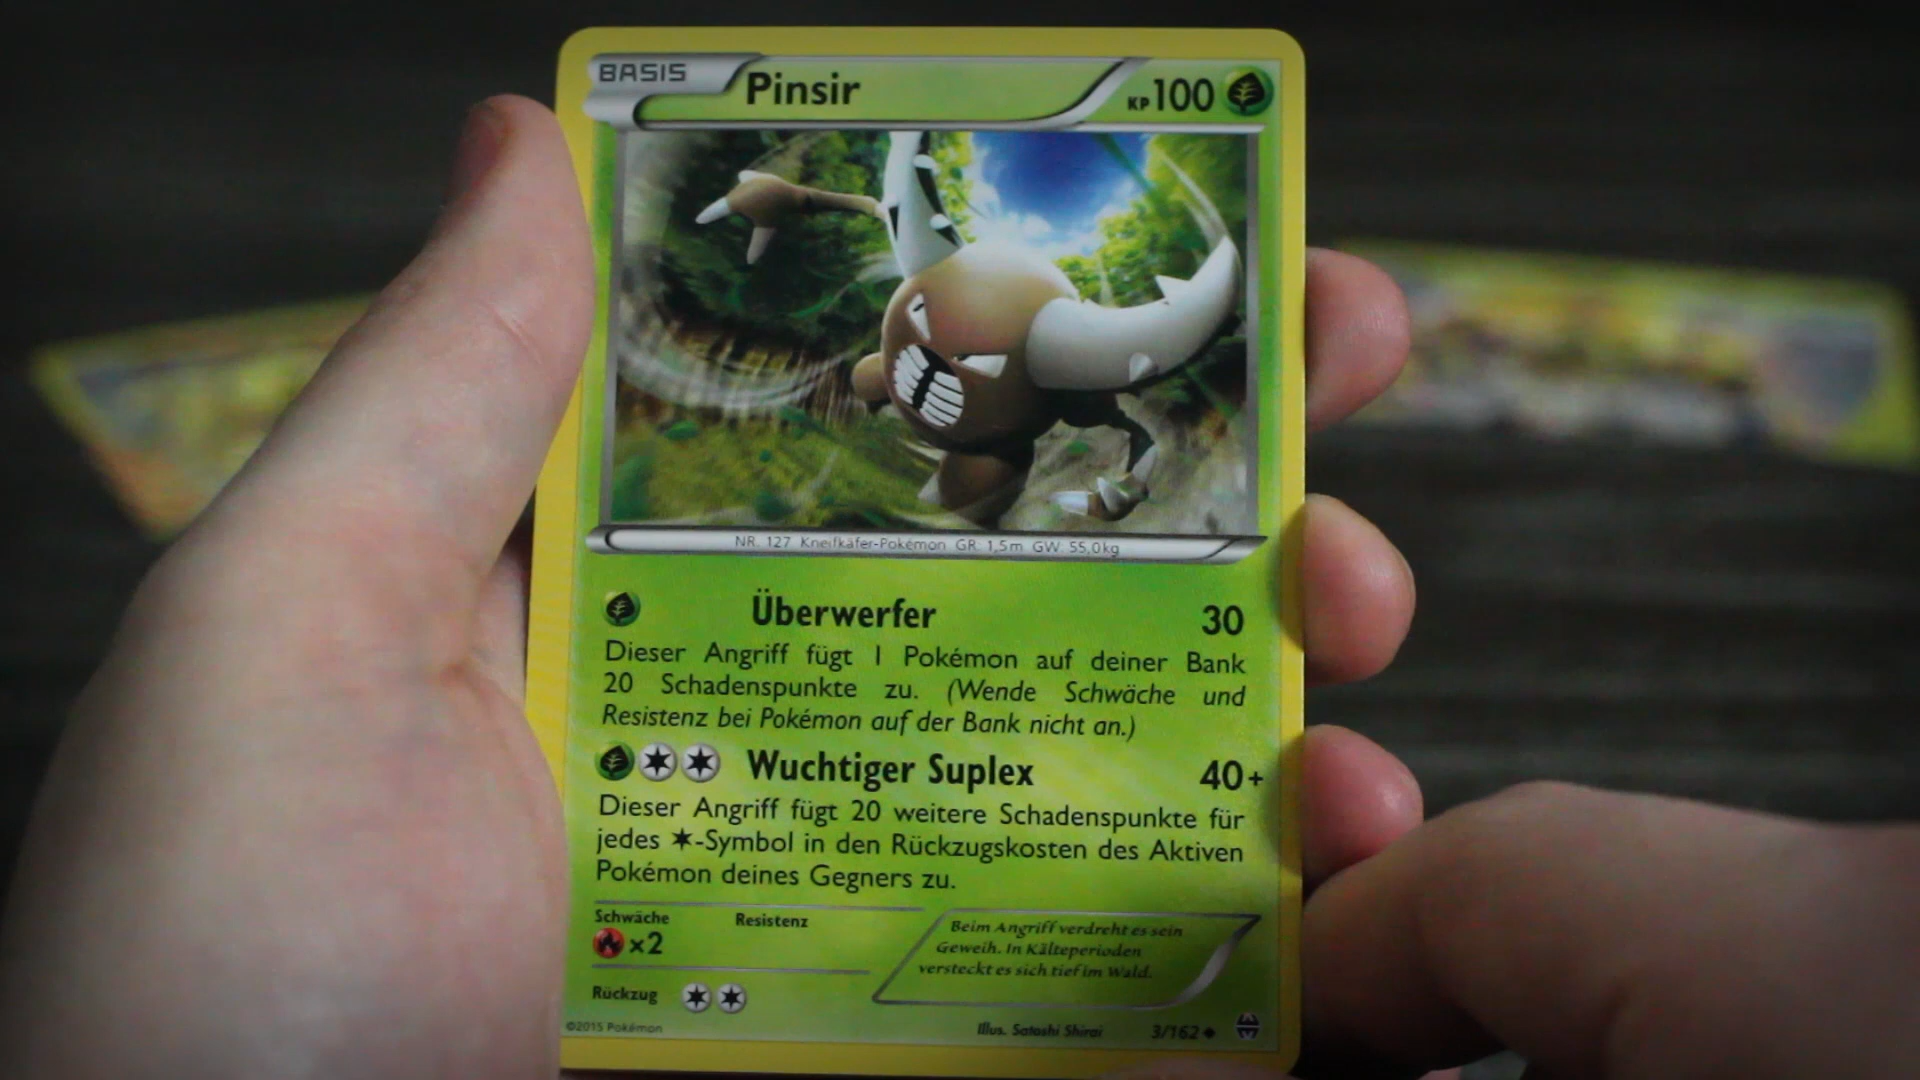 BASIS
Pinsir
KP 100
NR. 127 Kneifkäfer-Pokémon GR: 1,5m GW: 55,0kg
Überwerfer 30
Dieser Angriff fügt 1 Pokémon auf deiner Bank
20 Schadenspunkte zu. (Wende Schwäche und
Resistenz bei Pokémon auf der Bank nicht an.)
Wuchtiger Suplex 40+
Dieser Angriff fügt 20 weitere Schadenspunkte für
jedes ✶-Symbol in den Rückzugskosten des Aktiven
Pokémon deines Gegners zu.
Schwäche Resistenz
x2
Beim Angriff verdreht es sein
Geweih. In Kälteperioden
versteckt es sich tief im Wald.
Rückzug
©2015 Pokémon Illus. Satoshi Shirai 3/162